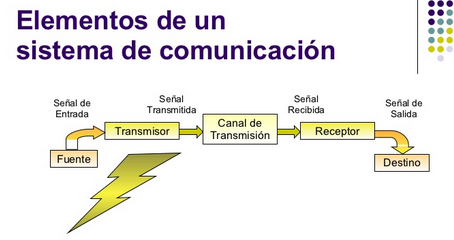 Elementos de un
sistema de comunicación
Señal de
Entrada
Señal
Transmitida
Señal
Recibida
Señal de
Salida
Transmisor
Canal de
Transmisión
Receptor
Fuente
Destino